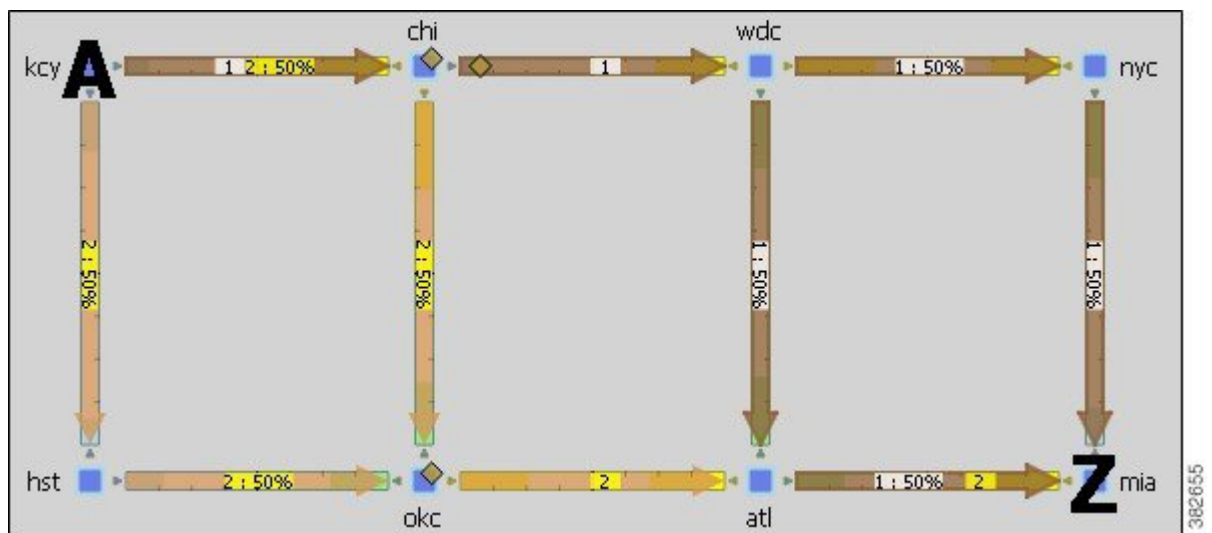 chi
wdc
kcy
A
1 2 : 50%
1
1 : 50%
nyc
2 : 50%
2 : 50%
1 : 50%
1 : 50%
hst
2 : 50%
2
1 : 50% 2
Z
mia
okc
atl
382655